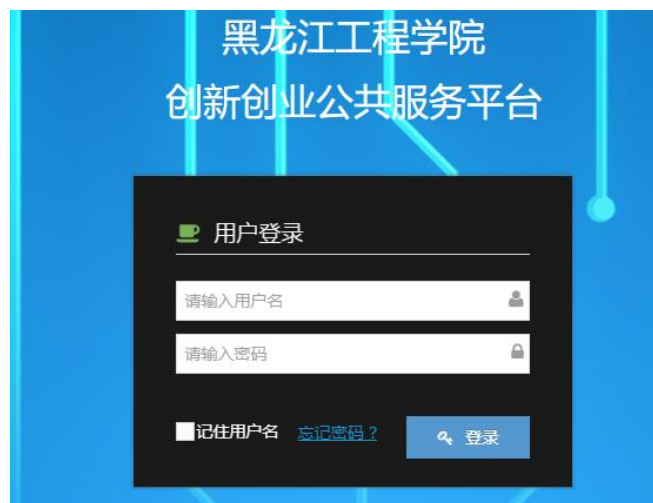 黑龙江工程学院
创新创业公共服务平台
用户登录
请输入用户名
请输入密码
记住用户名 忘记密码？ 登录